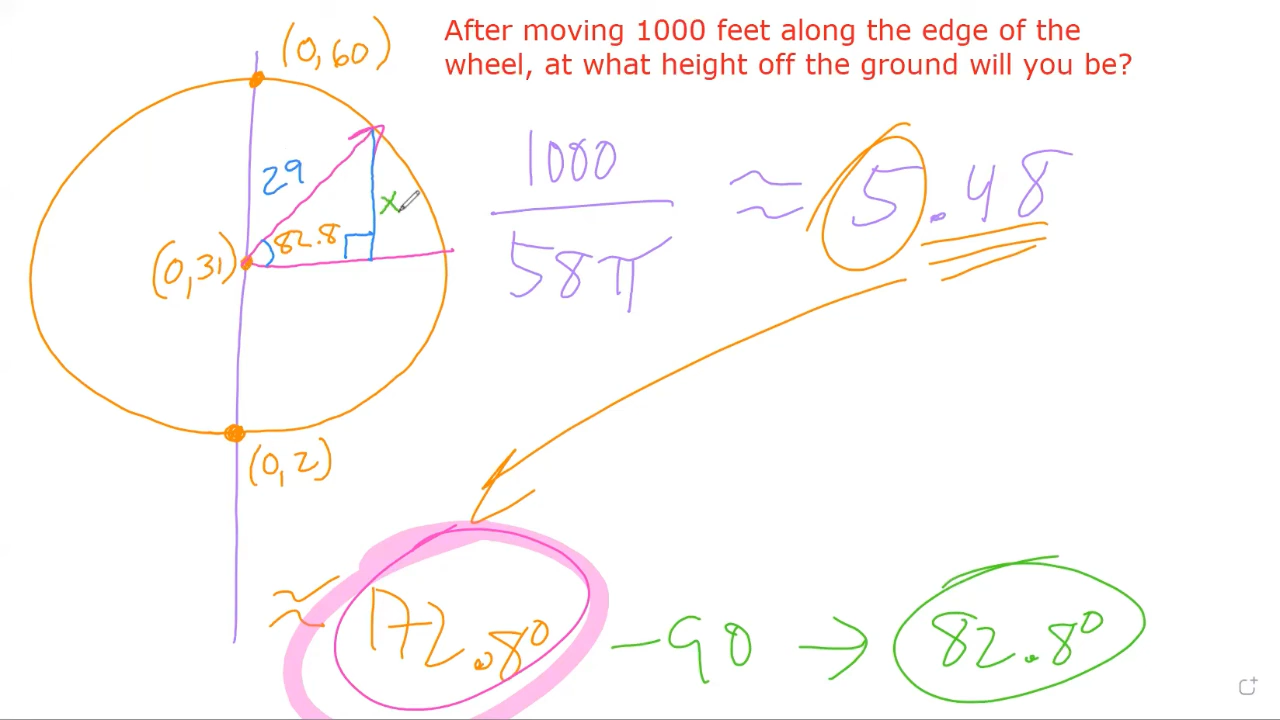 After moving 1000 feet along the edge of the
wheel, at what height off the ground will you be?
(0,60)
29
x
82.8
(0,31)
(0,2)
1000
58π
≈ 5.48
≈ 172.8° -90 → 82.8°